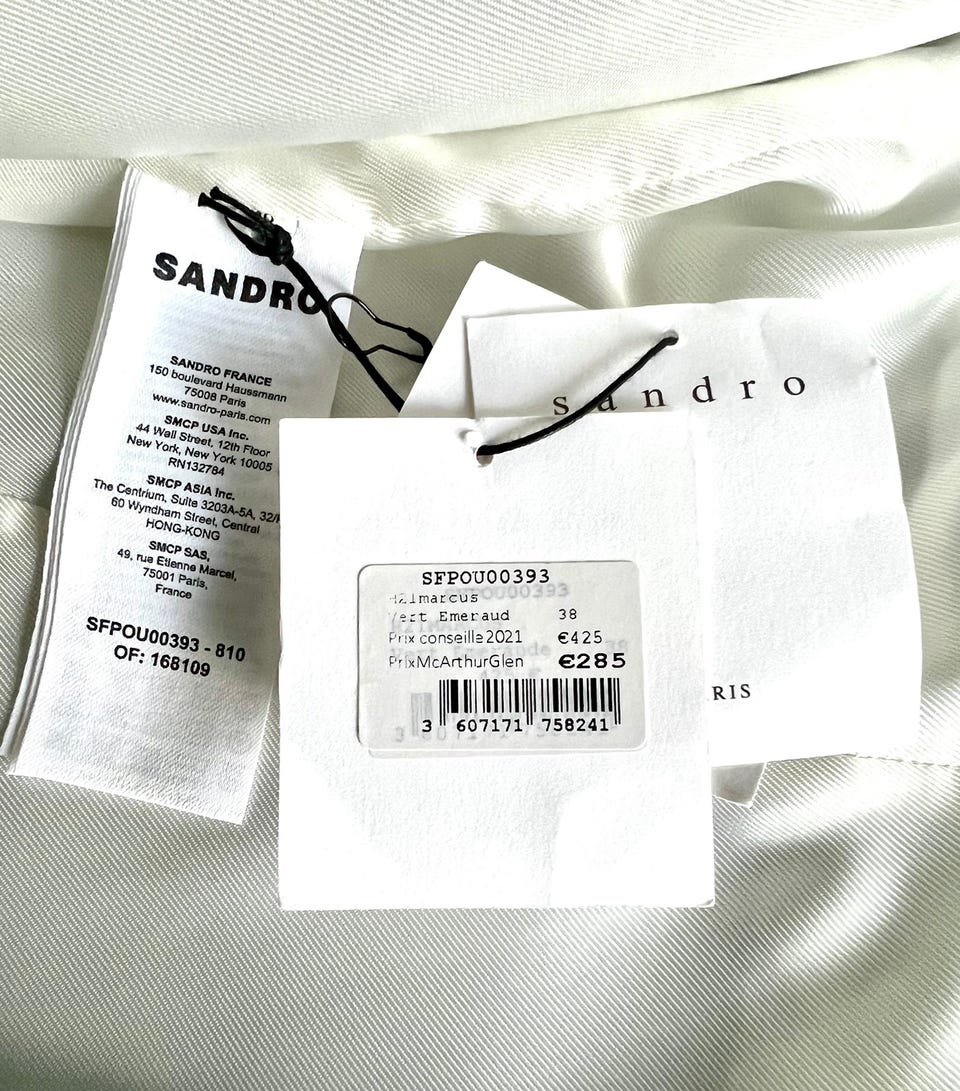 SANDRO
SANDRO FRANCE
150 boulevard Haussmann
75008 Paris
www.sandro-paris.com
SMCP USA Inc.
44 Wall Street, 12th Floor
New York, New York 10005
RN132784
SMCP ASIA Inc.
The Centrium, Suite 3203A-5A, 32/
60 Wyndham Street, Central
HONG-KONG
SMCP SAS,
49, rue Etienne Marcel,
75001 Paris,
France
SFPOU00393 - 810
OF: 168109
sandro
RIS
SFPOU00393
H21marcus
Vert Emeraud 38
Prix conseille2021 €425
PrixMcArthurGlen €285
3 607171 758241